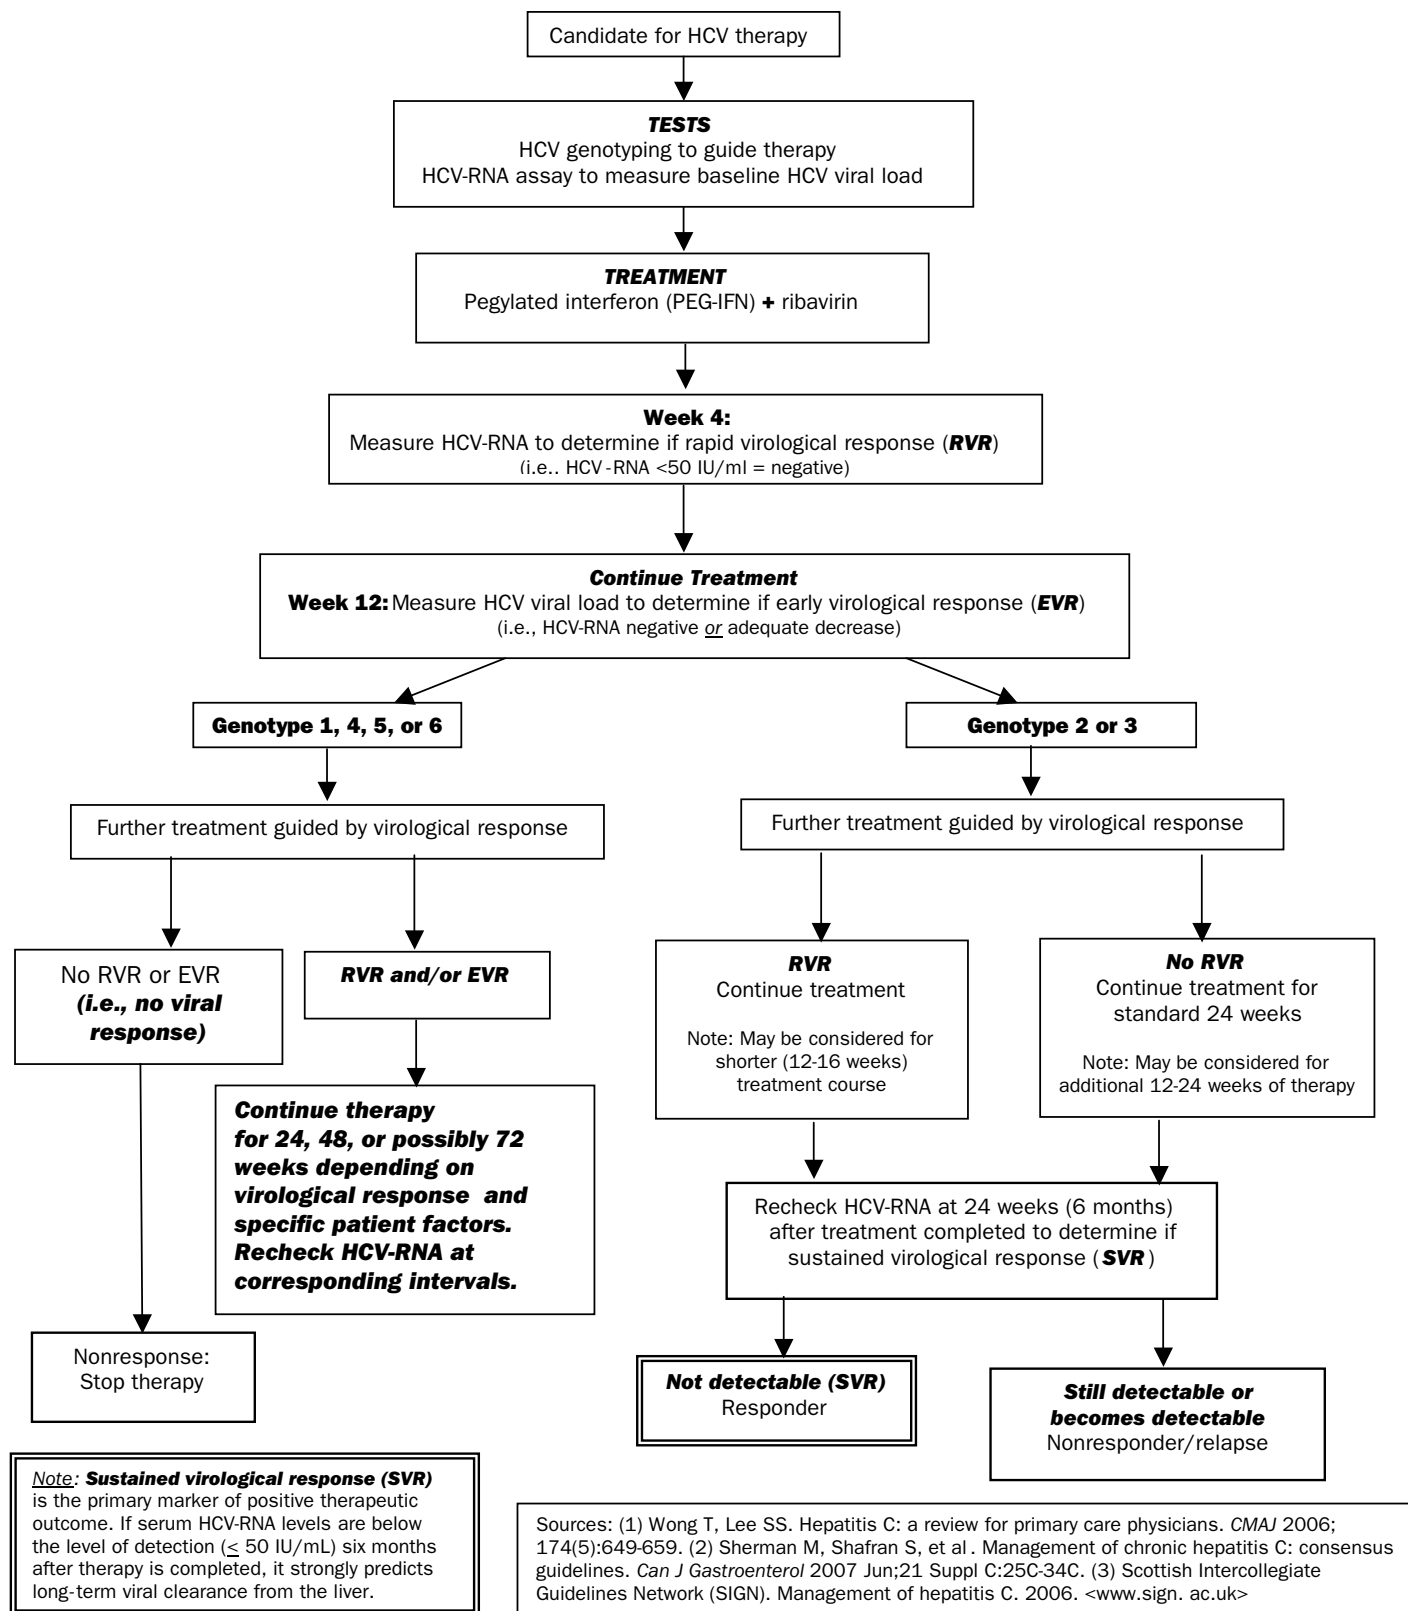 Candidate for HCV therapy
TESTS
HCV genotyping to guide therapy
HCV-RNA assay to measure baseline HCV viral load
TREATMENT
Pegylated interferon (PEG-IFN) + ribavirin
Week 4:
Measure HCV-RNA to determine if rapid virological response (RVR)
(i.e., HCV-RNA <50 IU/ml = negative)
Continue Treatment
Week 12: Measure HCV viral load to determine if early virological response (EVR)
(i.e., HCV-RNA negative or adequate decrease)
Genotype 1, 4, 5, or 6
Further treatment guided by virological response
No RVR or EVR
(i.e., no viral
response)
RVR and/or EVR
Continue therapy
for 24, 48, or possibly 72
weeks depending on
virological response and
specific patient factors.
Recheck HCV-RNA at
corresponding intervals.
Nonresponse:
Stop therapy
Genotype 2 or 3
Further treatment guided by virological response
RVR
Continue treatment
Note: May be considered for
shorter (12-16 weeks)
treatment course
No RVR
Continue treatment for
standard 24 weeks
Note: May be considered for
additional 12-24 weeks of therapy
Recheck HCV-RNA at 24 weeks (6 months)
after treatment completed to determine if
sustained virological response (SVR)
Not detectable (SVR)
Responder
Still detectable or
becomes detectable
Nonresponder/relapse
Note: Sustained virological response (SVR)
is the primary marker of positive therapeutic
outcome. If serum HCV-RNA levels are below
the level of detection (≤ 50 IU/mL) six months
after therapy is completed, it strongly predicts
long-term viral clearance from the liver.
Sources: (1) Wong T, Lee SS. Hepatitis C: a review for primary care physicians. CMAJ 2006;
174(5):649-659. (2) Sherman M, Shafran S, et al. Management of chronic hepatitis C: consensus
guidelines. Can J Gastroenterol 2007 Jun;21 Suppl C:25C-34C. (3) Scottish Intercollegiate
Guidelines Network (SIGN). Management of hepatitis C. 2006. <www.sign. ac.uk>